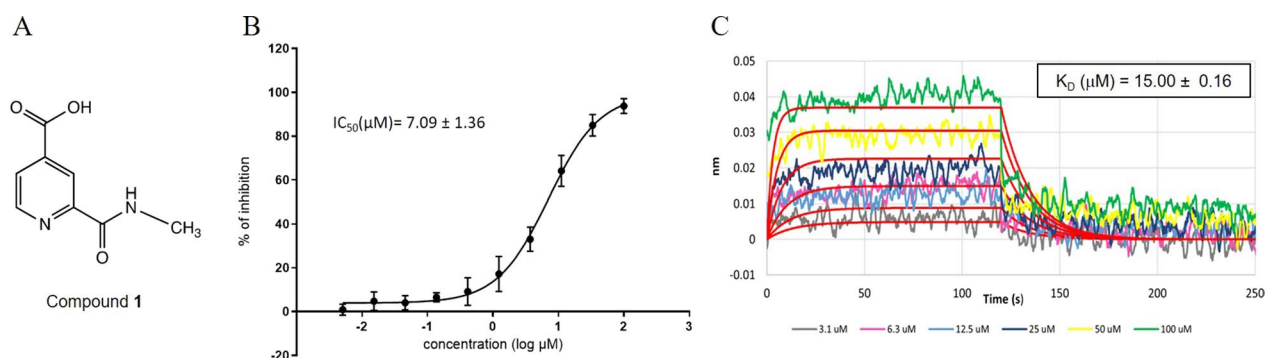 A
OH
O
N
O
H
N
CH3
Compound 1
B
120
100
80
60
40
20
0
-20
% of inhibition
IC50(μM)= 7.09 ± 1.36
-2
-1
0
1
2
3
concentration (log μM)
C
0.05
0.04
0.03
0.02
0.01
0
-0.01
nm
KD (μM) = 15.00 ± 0.16
0
50
100
Time (s)
150
200
250
3.1 uM
6.3 uM
12.5 uM
25 uM
50 uM
100 uM